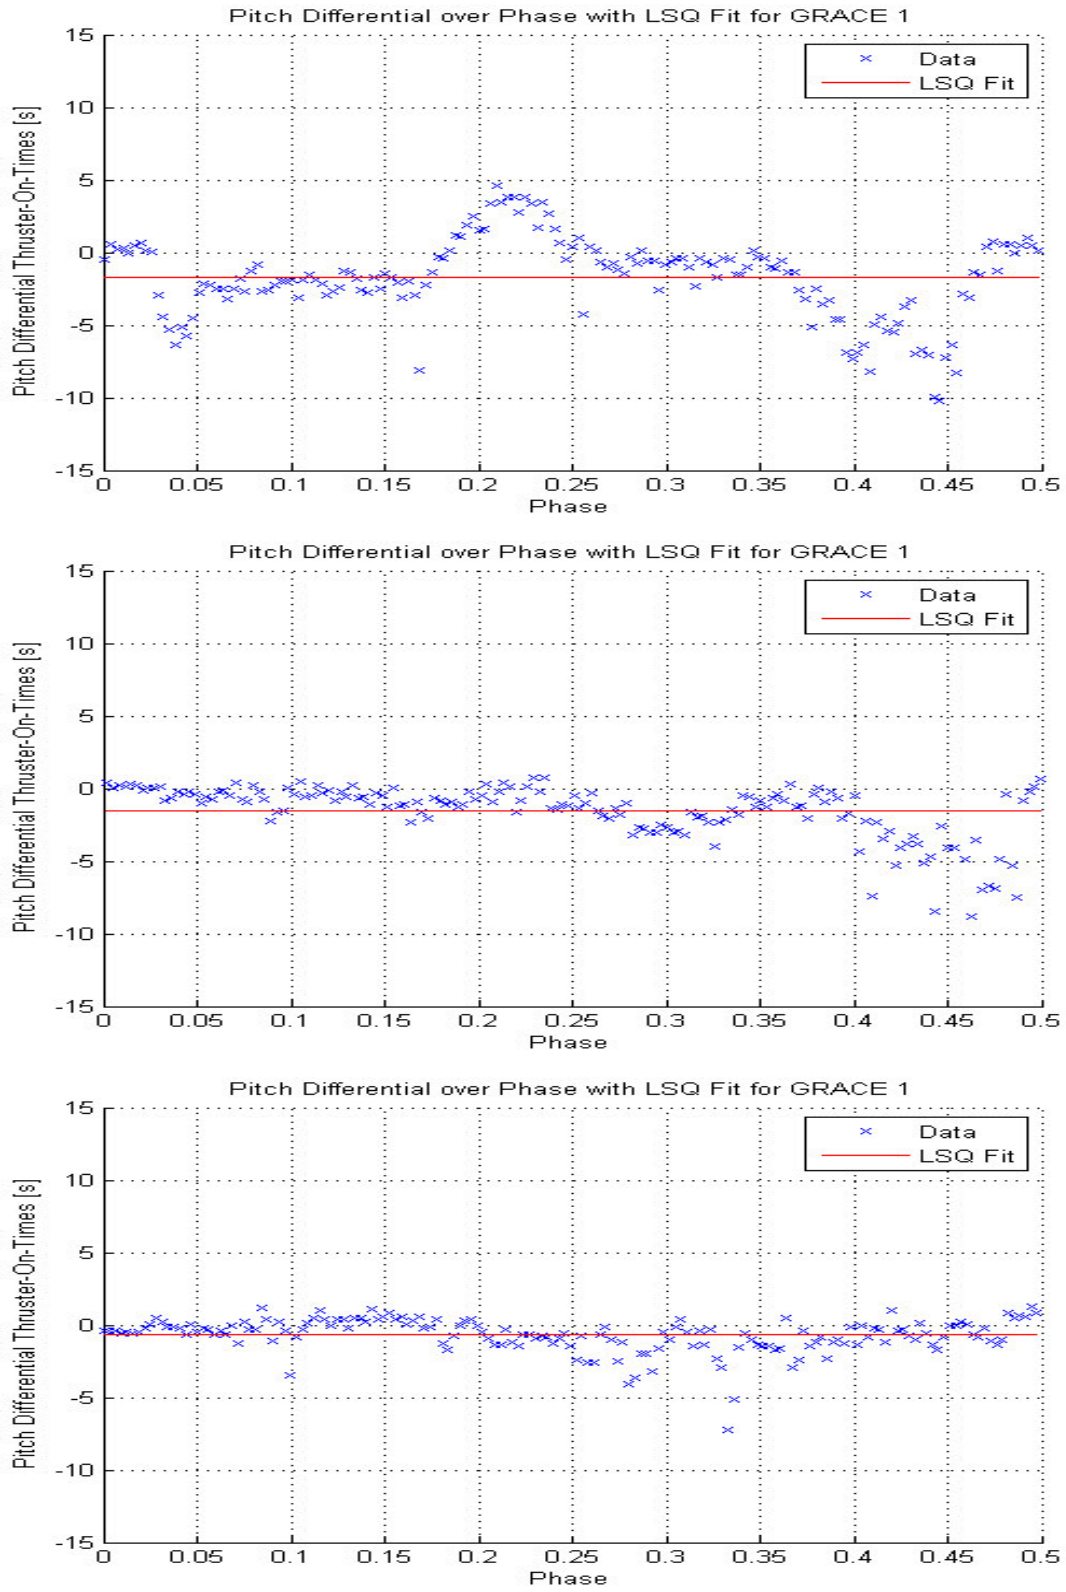 Pitch Differential over Phase with LSQ Fit for GRACE 1
Pitch Differential Thruster-On-Times [s]
15
10
5
0
-5
-10
-15
Data
LSQ Fit
0 0.05 0.1 0.15 0.2 0.25 0.3 0.35 0.4 0.45 0.5
Phase
Pitch Differential over Phase with LSQ Fit for GRACE 1
Pitch Differential Thruster-On-Times [s]
15
10
5
0
-5
-10
-15
Data
LSQ Fit
0 0.05 0.1 0.15 0.2 0.25 0.3 0.35 0.4 0.45 0.5
Phase
Pitch Differential over Phase with LSQ Fit for GRACE 1
Pitch Differential Thruster-On-Times [s]
15
10
5
0
-5
-10
-15
Data
LSQ Fit
0 0.05 0.1 0.15 0.2 0.25 0.3 0.35 0.4 0.45 0.5
Phase